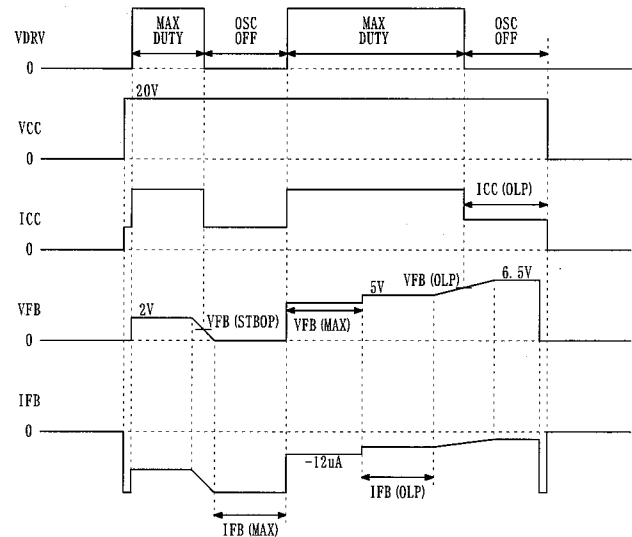 MAX DUTY
OSC OFF
MAX DUTY
OSC OFF
VDRV
0
20V
VCC
0
ICC (OLP)
ICC
0
6.5V
VFB (OLP)
5V
2V
VFB
VFB (STBOP)
VFB (MAX)
0
IFB
0
-12uA
IFB (OLP)
IFB (MAX)